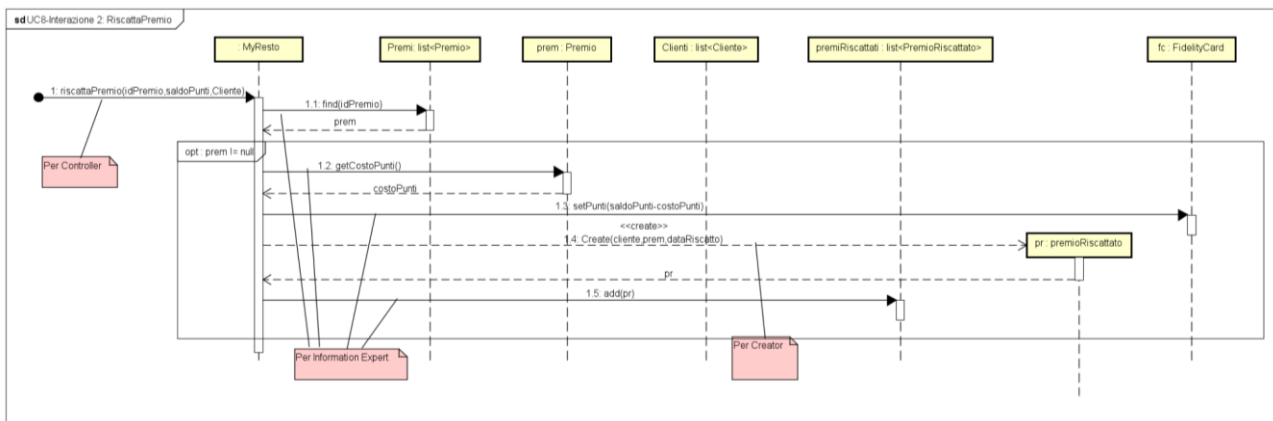 sd UC8-Interazione 2: RiscattaPremio
: MyResto
Premi: list<Premio>
prem : Premio
Clienti : list<Cliente>
premiRiscattati : list<PremioRiscattato>
fc : FidelityCard
1: riscattaPremio(idPremio,saldoPunti,Cliente)
1.1: find(idPremio)
prem
opt : prem != null
Per Controller
1.2: getCostoPunti()
costoPunti
1.3: setPunti(saldoPunti-costoPunti)
<<create>>
1.4: Create(cliente,prem,dataRiscatto)
pr : premioRiscattato
pr
1.5: add(pr)
Per Information Expert
Per Creator